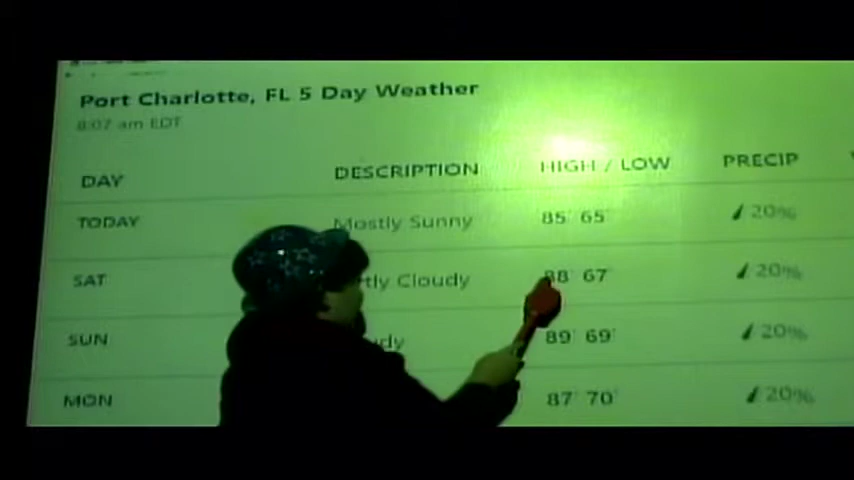 Port Charlotte, FL 5 Day Weather
8:07 am EDT
DAY DESCRIPTION HIGH / LOW PRECIP
TODAY Mostly Sunny 85° 65° 20%
SAT tly Cloudy 88° 67° 20%
SUN dy 89° 69° 20%
MON 87° 70° 20%